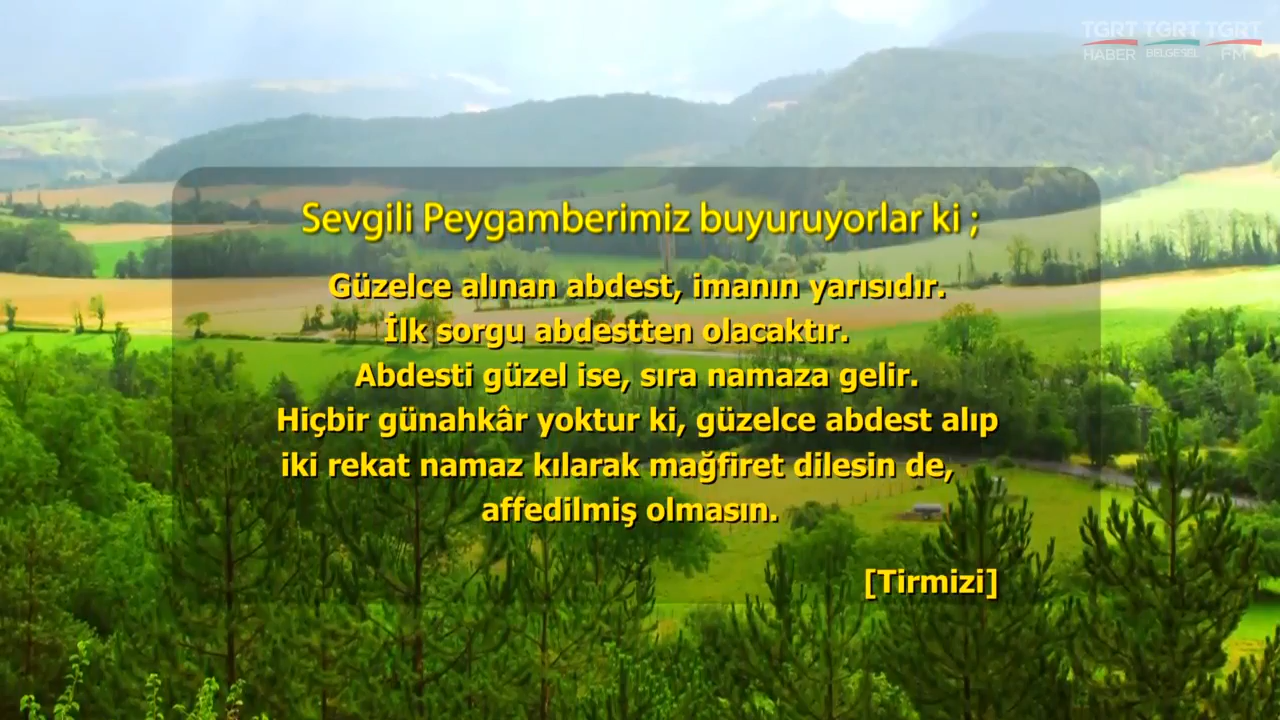 TGRT TGRT TGRT
HABER BELGESEL FM
Sevgili Peygamberimiz buyuruyorlar ki ;
Güzelce alınan abdest, imanın yarısıdır.
İlk sorgu abdestten olacaktır.
Abdesti güzel ise, sıra namaza gelir.
Hiçbir günahkâr yoktur ki, güzelce abdest alıp
iki rekat namaz kılarak mağfiret dilesin de,
affedilmiş olmasın.
[Tirmizi]